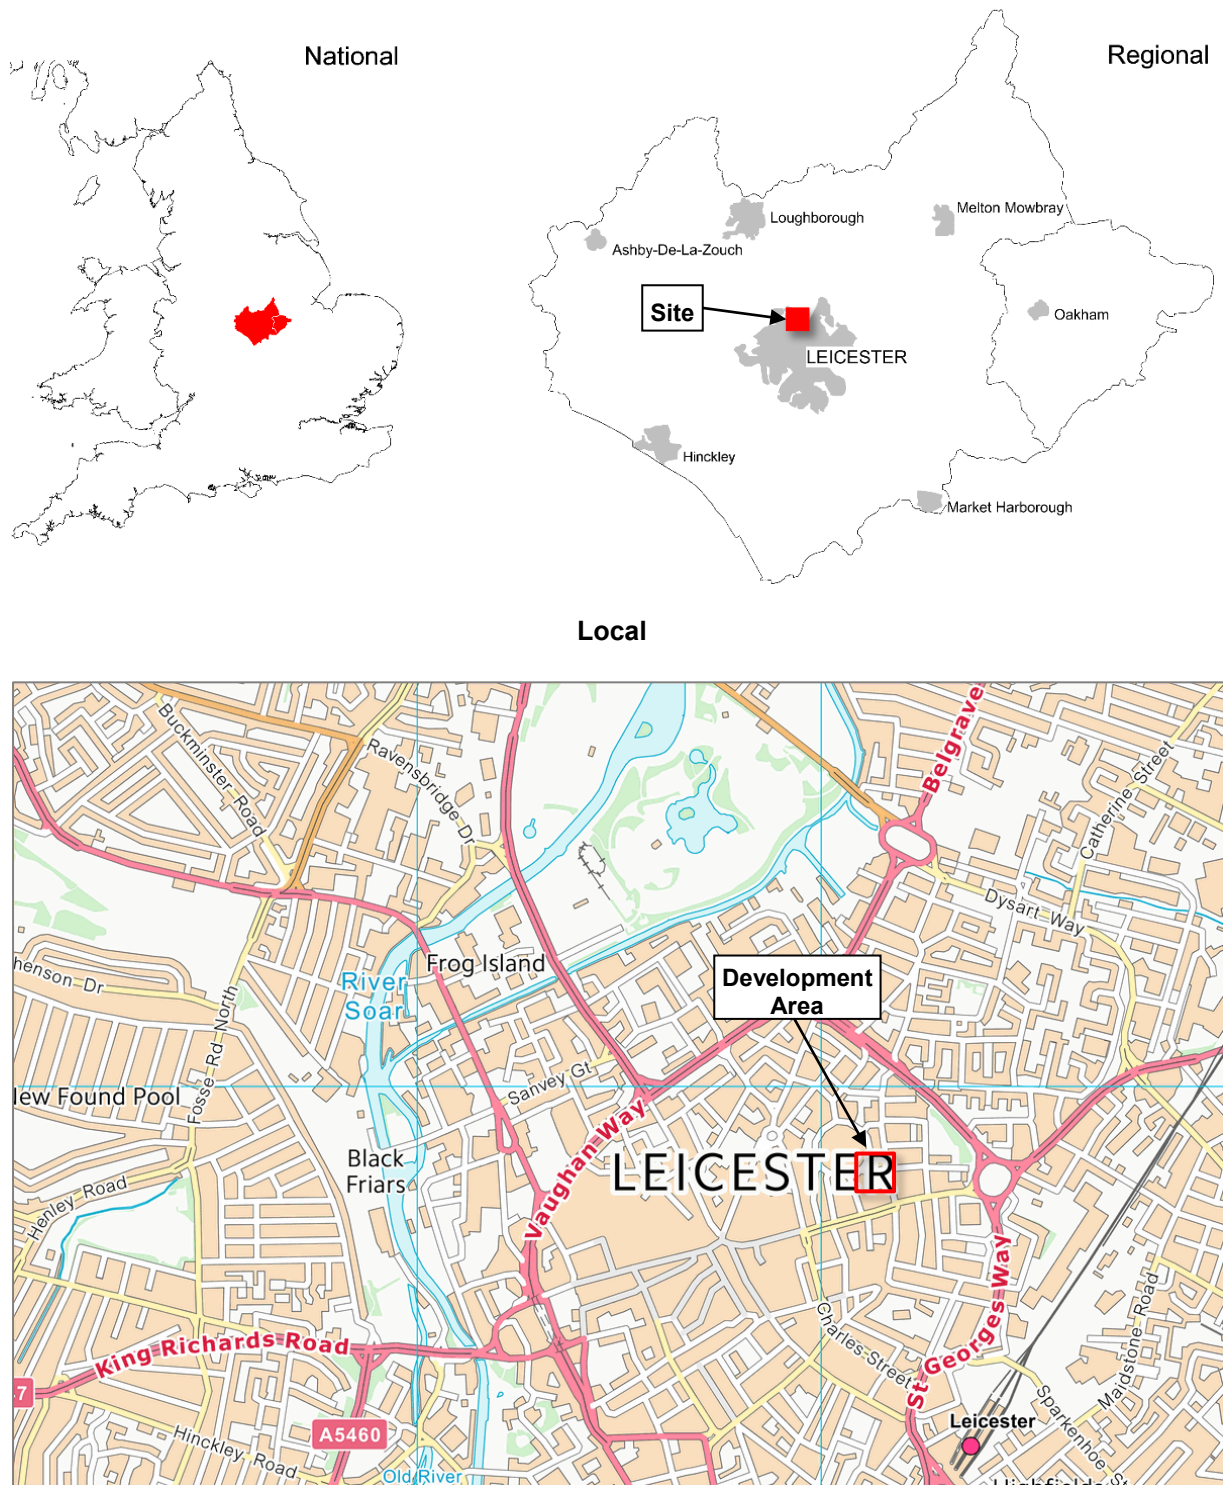 National
Regional
Loughborough
Melton Mowbray
Ashby-De-La-Zouch
Site
Oakham
LEICESTER
Hinckley
Market Harborough
Local
Buckminster Road
Ravensbridge Dr
Belgrave
Catherine Street
Dysart Way
Frog Island
River
Soar
Development
Area
henson Dr
Fosse Rd North
Sanvey Gt
ew Found Pool
Vaughan Way
LEICESTER
Black
Friars
Henley Road
St Georges Way
Charles Street
Maidstone Road
King Richards Road
7
Sparkenhoe St
Leicester
A5460
Hinckley Road
Old River
Highfields